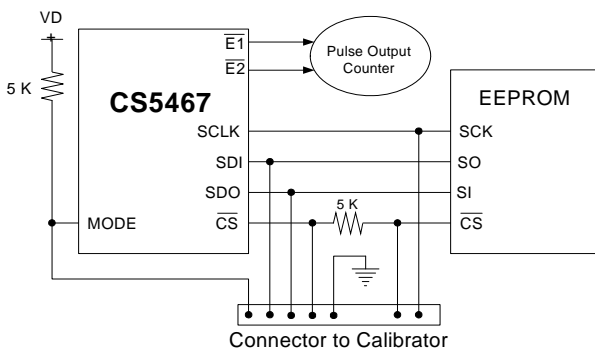 VD
+
5 K
CS5467
E1
E2
SCLK
SDI
SDO
CS
MODE
Pulse Output
Counter
5 K
EEPROM
SCK
SO
SI
CS
Connector to Calibrator